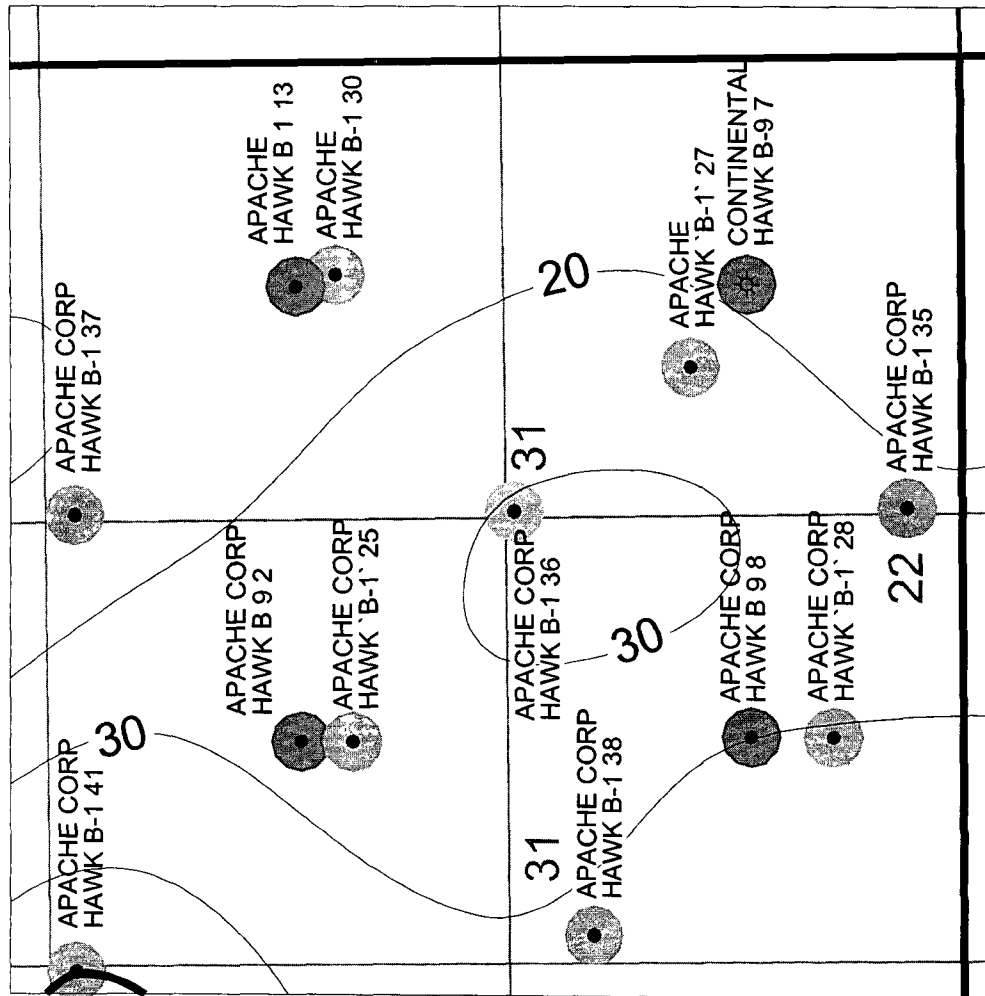 APACHE
HAWK B 1 13
APACHE
HAWK B-1 30
APACHE CORP
HAWK B-1 37
20
APACHE
HAWK `B-1` 27
CONTINENTAL
HAWK B-9 7
APACHE CORP
HAWK B 9 2
APACHE CORP
HAWK `B-1` 25
31
APACHE CORP
HAWK B-1 36
APACHE CORP
HAWK B-1 35
22
30
APACHE CORP
HAWK B 9 8
APACHE CORP
HAWK `B-1` 28
APACHE CORP
HAWK B-1 41
30
31
APACHE CORP
HAWK B-1 38